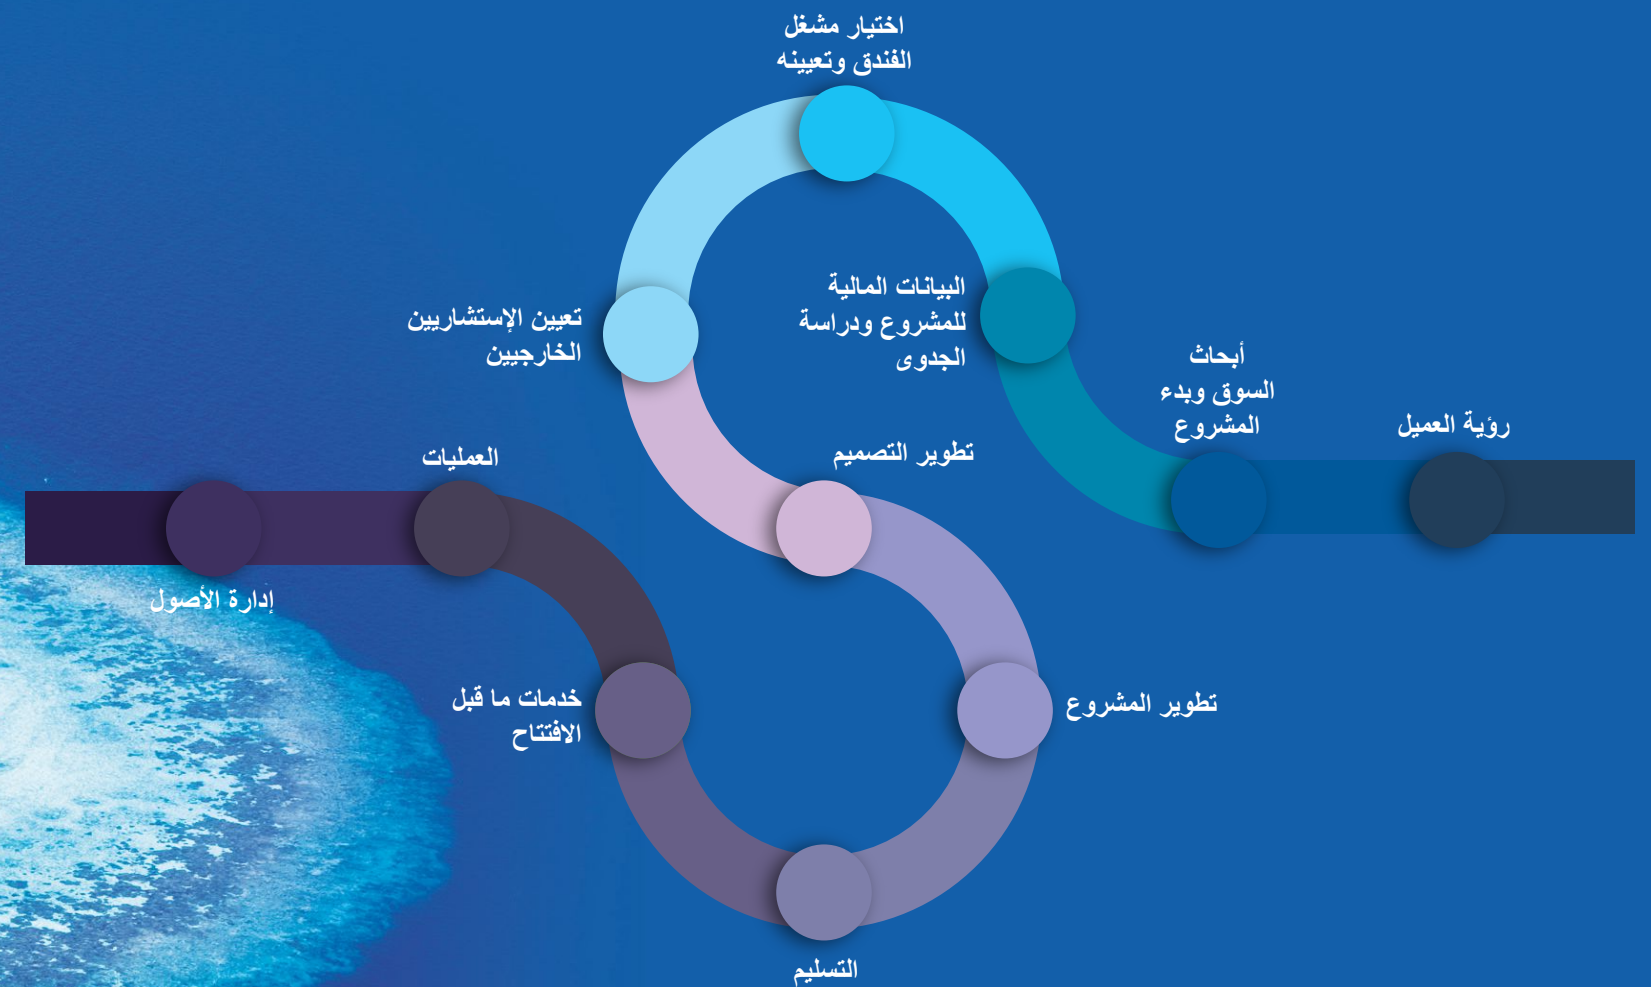 رؤية العميل
أبحاث
السوق وبدء
المشروع
البيانات المالية
للمشروع ودراسة
الجدوى
اختيار مشغل
الفندق وتعيينه
تعيين الإستشاريين
الخارجيين
تطوير التصميم
تطوير المشروع
التسليم
خدمات ما قبل
الافتتاح
العمليات
إدارة الأصول